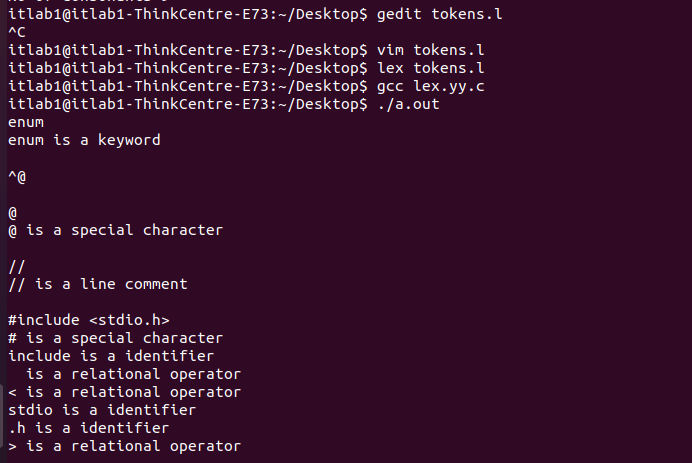 itlab1@itlab1-ThinkCentre-E73:~/Desktop$ gedit tokens.l
^C
itlab1@itlab1-ThinkCentre-E73:~/Desktop$ vim tokens.l
itlab1@itlab1-ThinkCentre-E73:~/Desktop$ lex tokens.l
itlab1@itlab1-ThinkCentre-E73:~/Desktop$ gcc lex.yy.c
itlab1@itlab1-ThinkCentre-E73:~/Desktop$ ./a.out
enum
enum is a keyword
^@
@
@ is a special character
//
// is a line comment
#include <stdio.h>
# is a special character
include is a identifier
  is a relational operator
< is a relational operator
stdio is a identifier
.h is a identifier
> is a relational operator